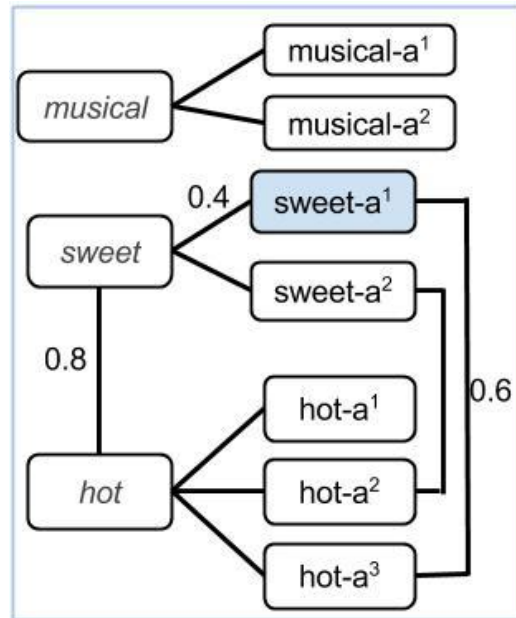 musical
musical-a¹
musical-a²
0.4
sweet-a¹
sweet
sweet-a²
0.8
0.6
hot-a¹
hot
hot-a²
hot-a³